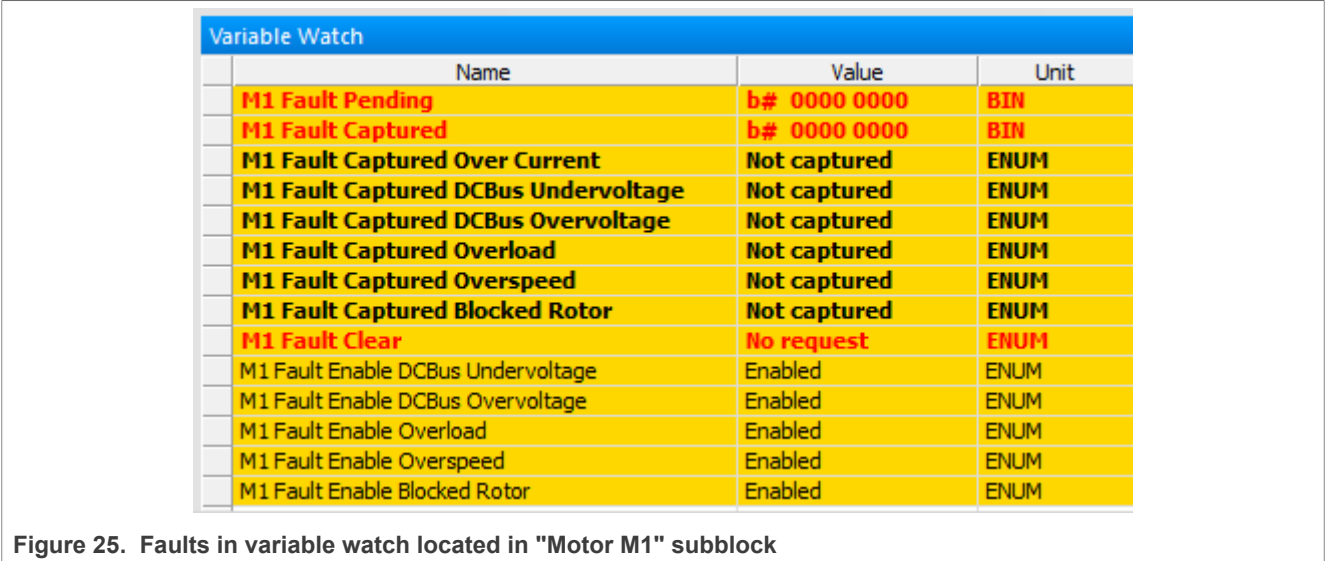 Variable Watch
Name Value Unit
M1 Fault Pending b# 0000 0000 BIN
M1 Fault Captured b# 0000 0000 BIN
M1 Fault Captured Over Current Not captured ENUM
M1 Fault Captured DCBus Undervoltage Not captured ENUM
M1 Fault Captured DCBus Overvoltage Not captured ENUM
M1 Fault Captured Overload Not captured ENUM
M1 Fault Captured Overspeed Not captured ENUM
M1 Fault Captured Blocked Rotor Not captured ENUM
M1 Fault Clear No request ENUM
M1 Fault Enable DCBus Undervoltage Enabled ENUM
M1 Fault Enable DCBus Overvoltage Enabled ENUM
M1 Fault Enable Overload Enabled ENUM
M1 Fault Enable Overspeed Enabled ENUM
M1 Fault Enable Blocked Rotor Enabled ENUM
Figure 25. Faults in variable watch located in "Motor M1" subblock